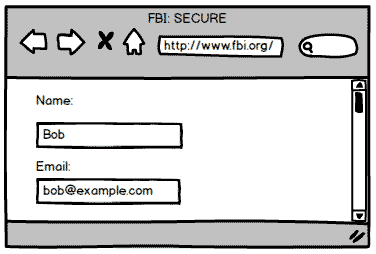 FBI: SECURE
http://www.fbi.org/
Name:
Bob
Email:
bob@example.com